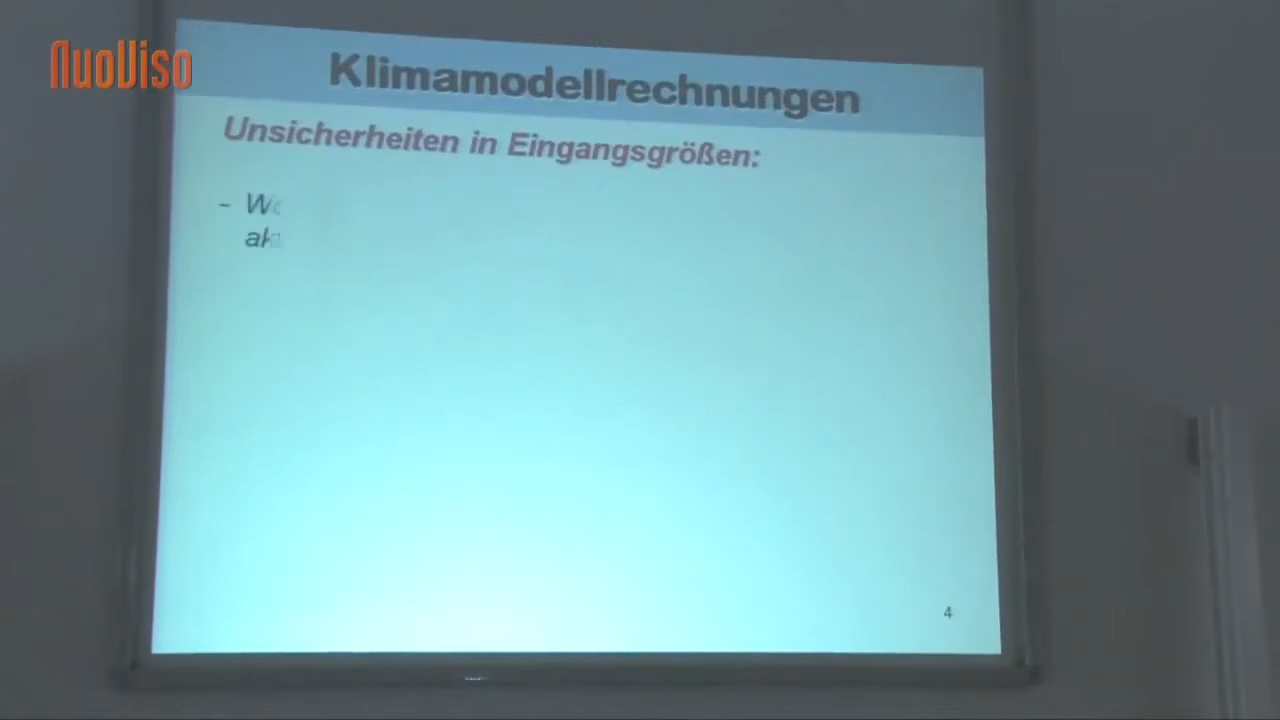 NuoViso
Klimamodellrechnungen
Unsicherheiten in Eingangsgrößen:
-
4